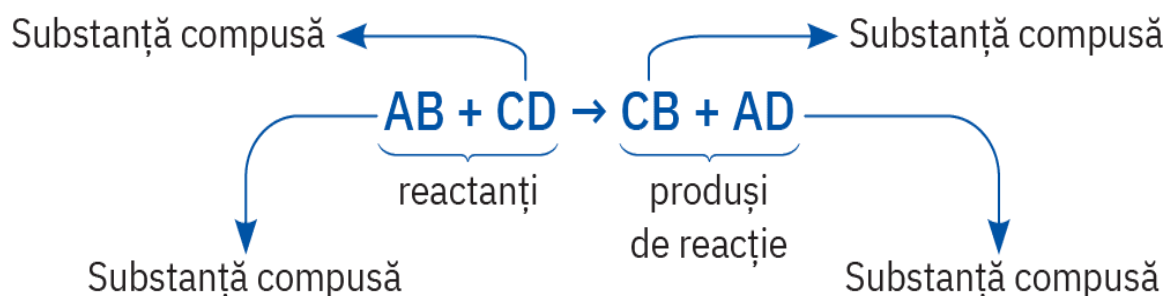 Substanță compusă
Substanță compusă
AB + CD → CB + AD
reactanți
produși
de reacție
Substanță compusă
Substanță compusă